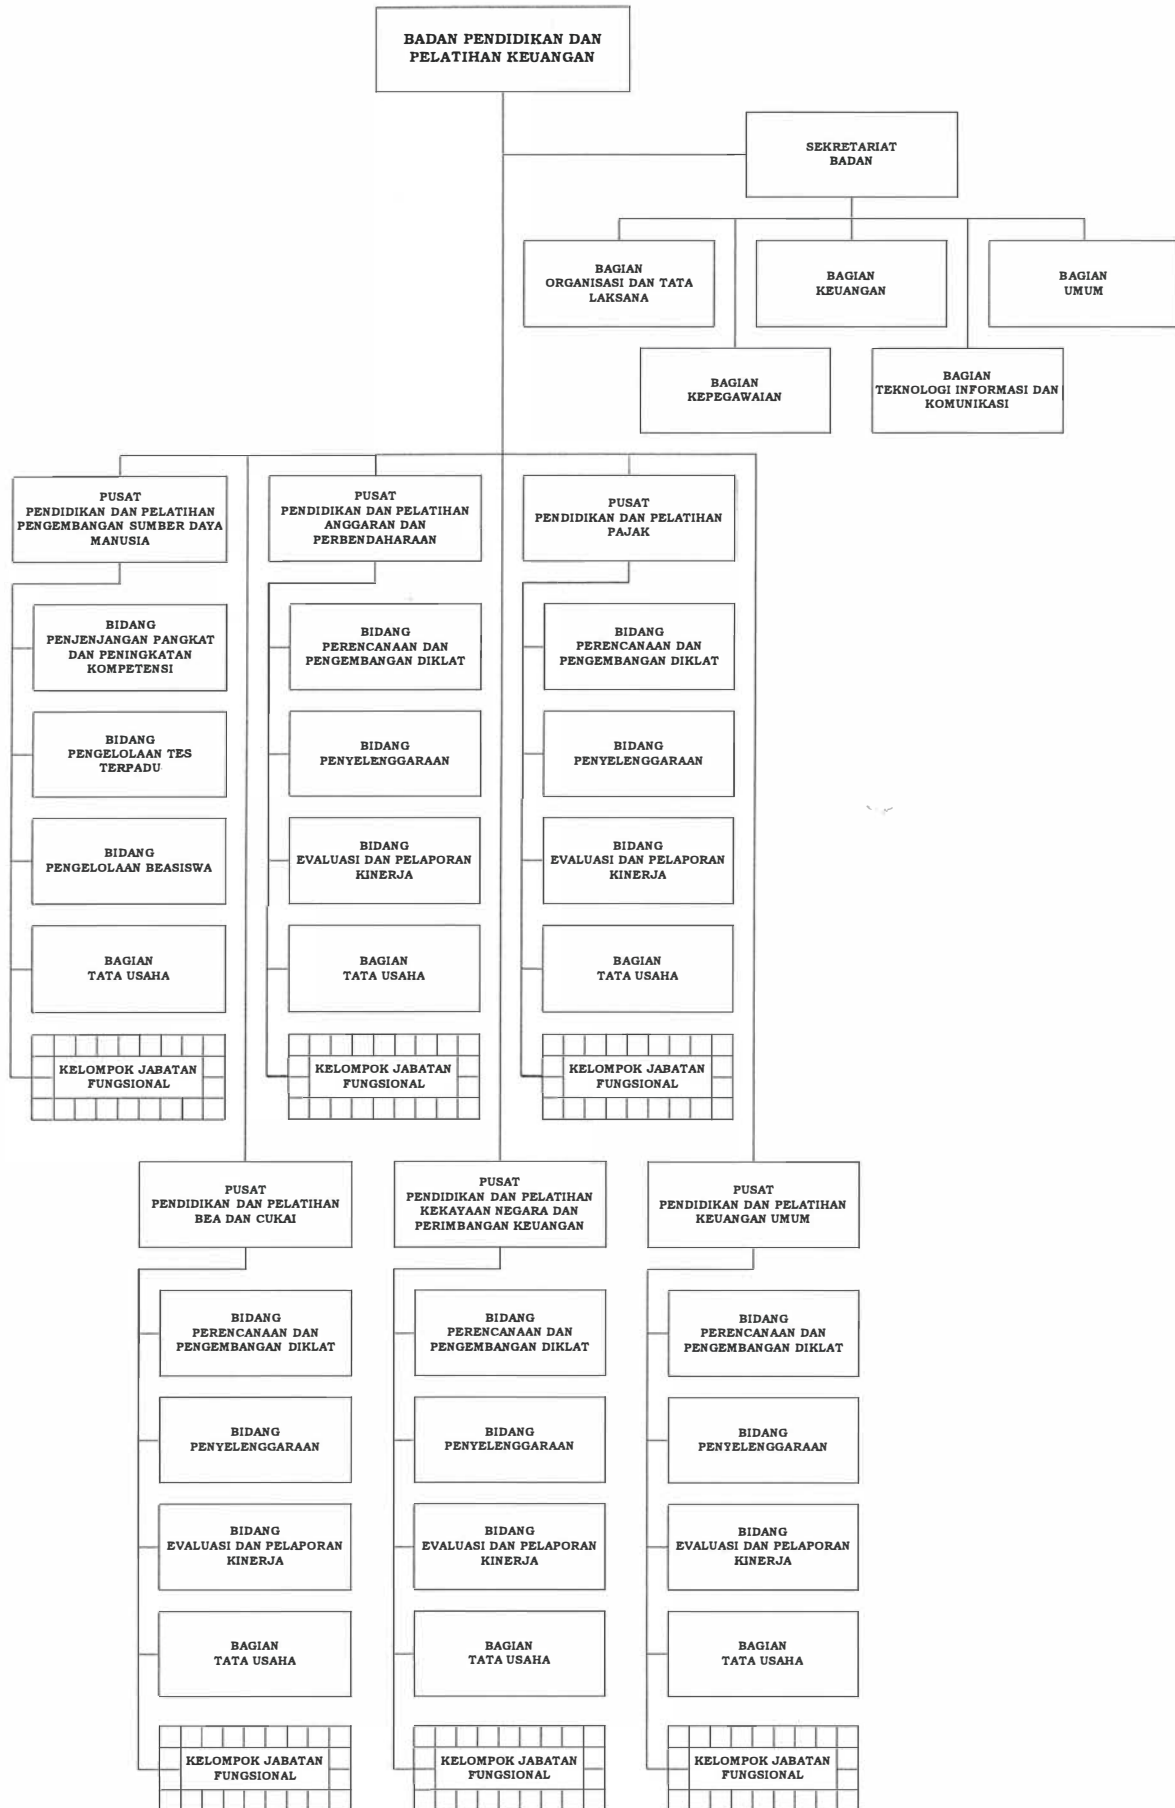 BADAN PENDIDIKAN DAN
PELATIHAN KEUANGAN
SEKRETARIAT
BADAN
BAGIAN
ORGANISASI DAN TATA
LAKSANA
BAGIAN
KEUANGAN
BAGIAN
UMUM
BAGIAN
KEPEGAWAIAN
BAGIAN
TEKNOLOGI INFORMASI DAN
KOMUNIKASI
PUSAT
PENDIDIKAN DAN PELATIHAN
PENGEMBANGAN SUMBER DAYA
MANUSIA
BIDANG
PENJENJANGAN PANGKAT
DAN PENINGKATAN
KOMPETENSI
BIDANG
PENGELOLAAN TES
TERPADU
BIDANG
PENGELOLAAN BEASISWA
BAGIAN
TATA USAHA
KELOMPOK JABATAN
FUNGSIONAL
PUSAT
PENDIDIKAN DAN PELATIHAN
ANGGARAN DAN
PERBENDAHARAAN
BIDANG
PERENCANAAN DAN
PENGEMBANGAN DIKLAT
BIDANG
PENYELENGGARAAN
BIDANG
EVALUASI DAN PELAPORAN
KINERJA
BAGIAN
TATA USAHA
KELOMPOK JABATAN
FUNGSIONAL
PUSAT
PENDIDIKAN DAN PELATIHAN
PAJAK
BIDANG
PERENCANAAN DAN
PENGEMBANGAN DIKLAT
BIDANG
PENYELENGGARAAN
BIDANG
EVALUASI DAN PELAPORAN
KINERJA
BAGIAN
TATA USAHA
KELOMPOK JABATAN
FUNGSIONAL
PUSAT
PENDIDIKAN DAN PELATIHAN
BEA DAN CUKAI
BIDANG
PERENCANAAN DAN
PENGEMBANGAN DIKLAT
BIDANG
PENYELENGGARAAN
BIDANG
EVALUASI DAN PELAPORAN
KINERJA
BAGIAN
TATA USAHA
KELOMPOK JABATAN
FUNGSIONAL
PUSAT
PENDIDIKAN DAN PELATIHAN
KEKAYAAN NEGARA DAN
PERIMBANGAN KEUANGAN
BIDANG
PERENCANAAN DAN
PENGEMBANGAN DIKLAT
BIDANG
PENYELENGGARAAN
BIDANG
EVALUASI DAN PELAPORAN
KINERJA
BAGIAN
TATA USAHA
KELOMPOK JABATAN
FUNGSIONAL
PUSAT
PENDIDIKAN DAN PELATIHAN
KEUANGAN UMUM
BIDANG
PERENCANAAN DAN
PENGEMBANGAN DIKLAT
BIDANG
PENYELENGGARAAN
BIDANG
EVALUASI DAN PELAPORAN
KINERJA
BAGIAN
TATA USAHA
KELOMPOK JABATAN
FUNGSIONAL